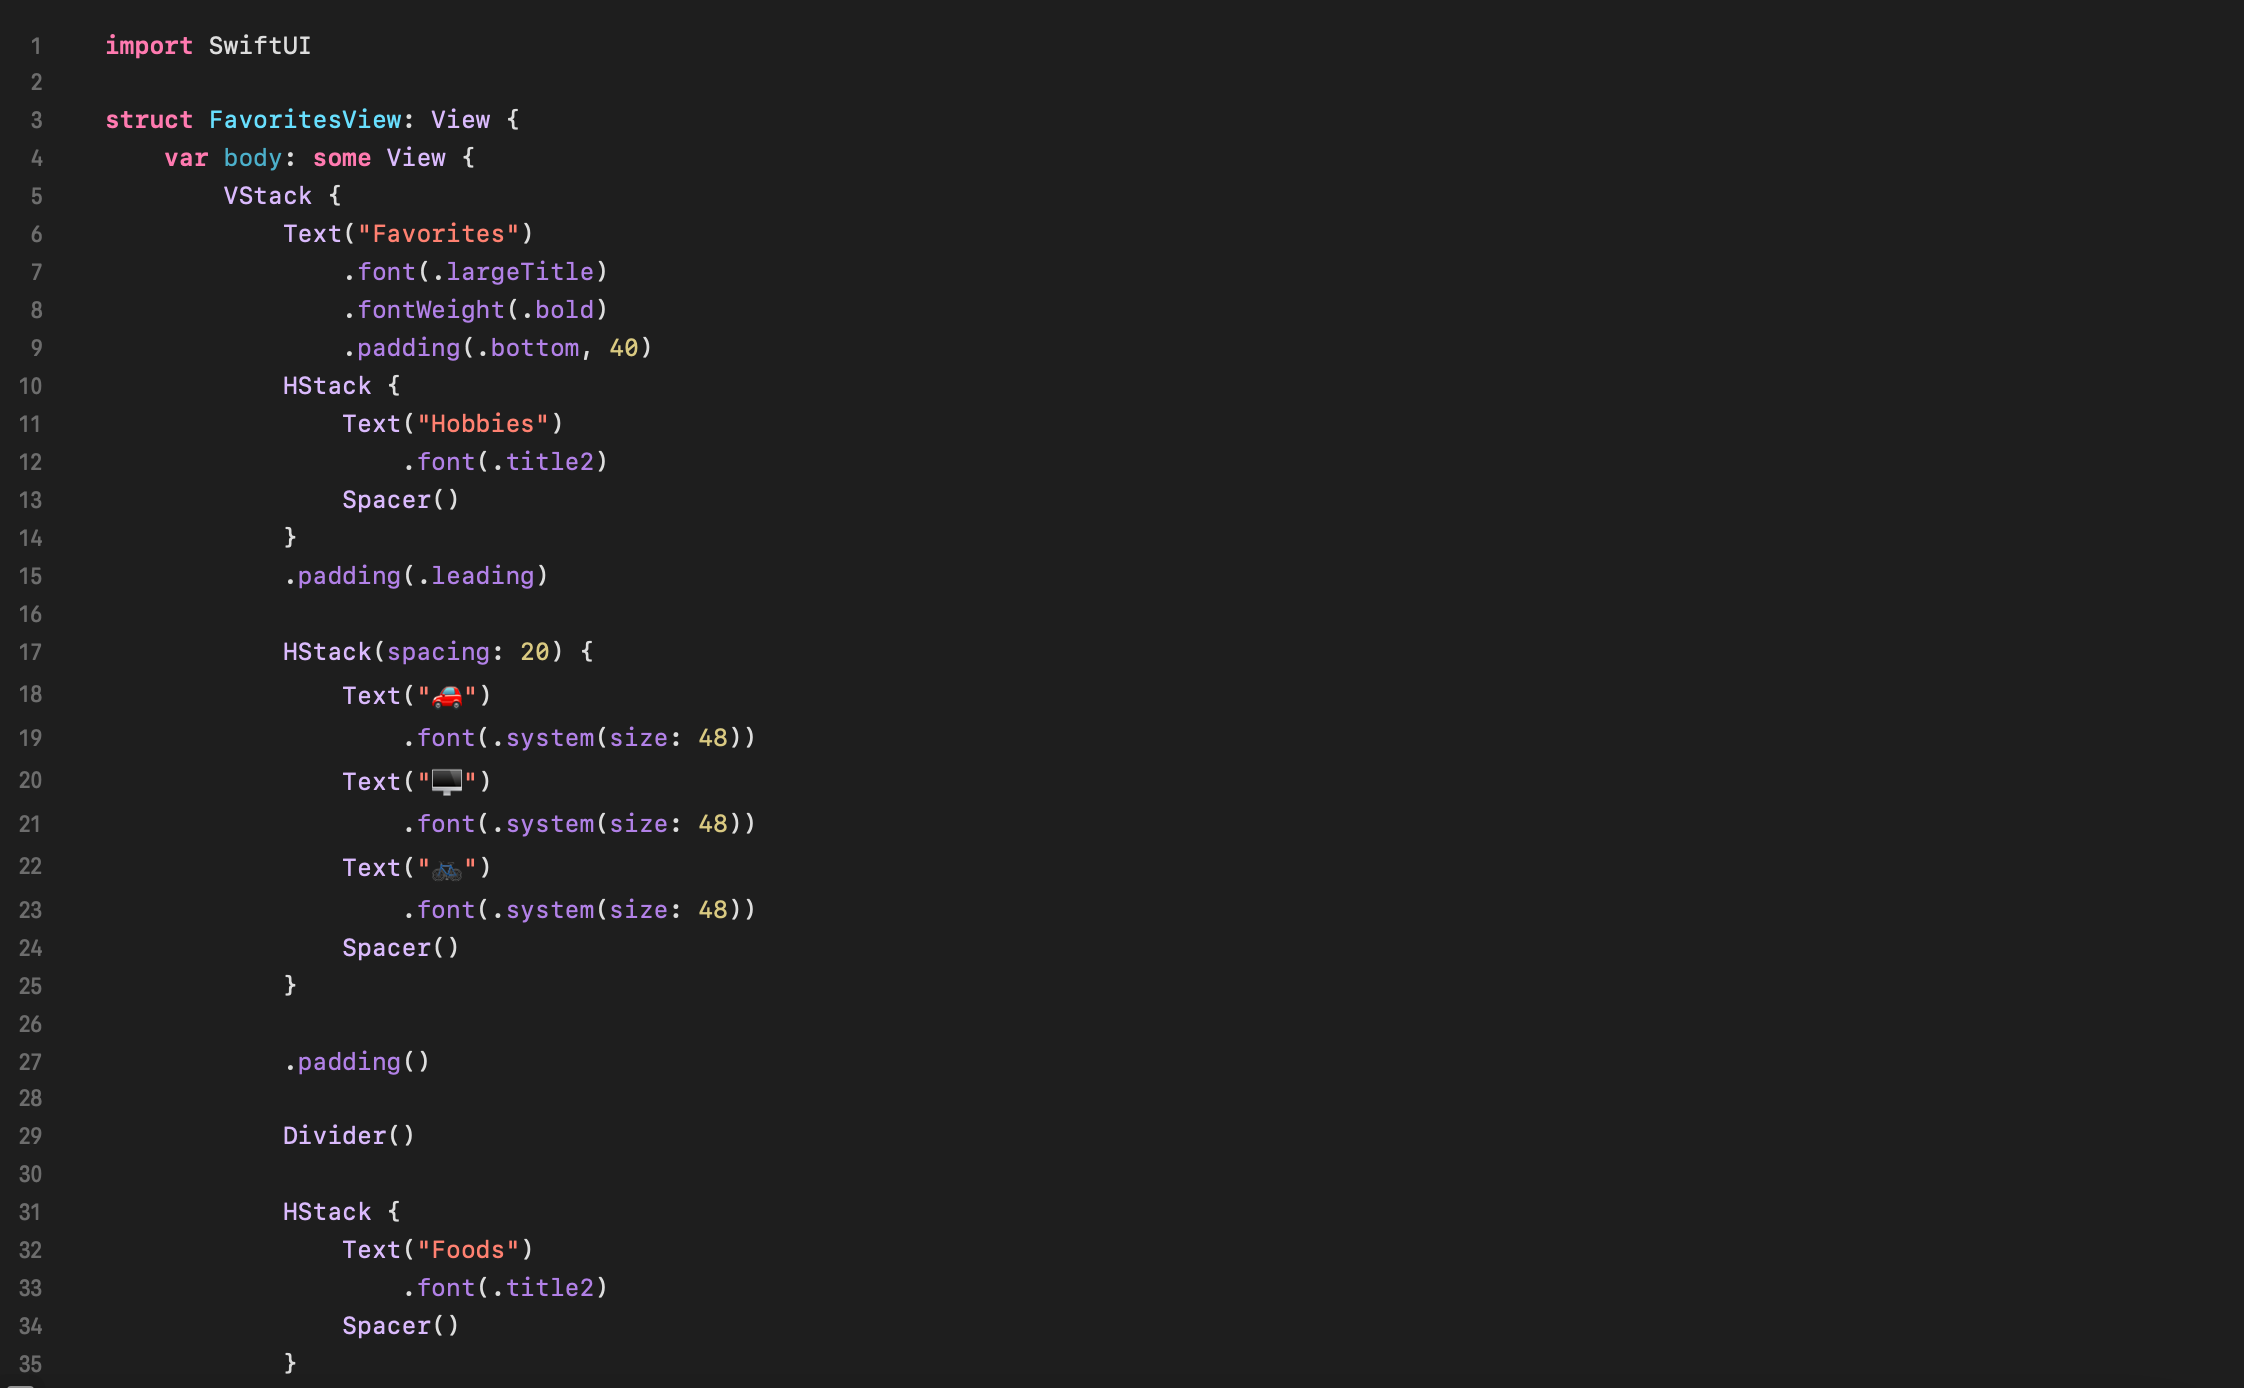 1 import SwiftUI
2
3 struct FavoritesView: View {
4     var body: some View {
5         VStack {
6             Text("Favorites")
7                 .font(.largeTitle)
8                 .fontWeight(.bold)
9                 .padding(.bottom, 40)
10             HStack {
11                 Text("Hobbies")
12                     .font(.title2)
13                 Spacer()
14             }
15             .padding(.leading)
16
17             HStack(spacing: 20) {
18                 Text("🚗")
19                     .font(.system(size: 48))
20                 Text("🖥️")
21                     .font(.system(size: 48))
22                 Text("🚲")
23                     .font(.system(size: 48))
24                 Spacer()
25             }
26
27             .padding()
28
29             Divider()
30
31             HStack {
32                 Text("Foods")
33                     .font(.title2)
34                 Spacer()
35             }